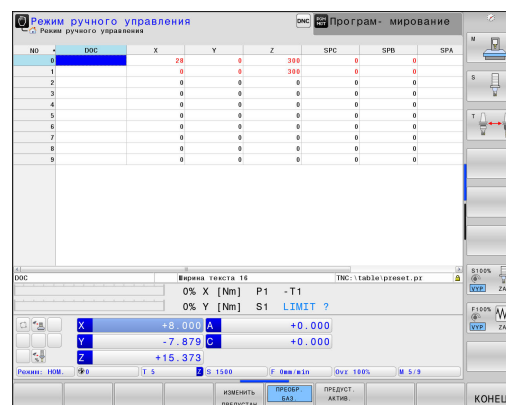 Режим ручного управления DNC Програм- мирование
Режим ручного управления
NO DOC X Y Z SPC SPB SPA
0 28 0 300 0 0
1 0 0 300 0 0
2 0 0 0 0 0
3 0 0 0 0 0
4 0 0 0 0 0
5 0 0 0 0 0
6 0 0 0 0 0
7 0 0 0 0 0
8 0 0 0 0 0
9 0 0 0 0 0
M
S
T
DOC Ширина текста 16 TNC:\table\preset.pr
0% X [Nm] P1 -T1
0% Y [Nm] S1 LIMIT ?
S100%
ВУР ZA
F100%
ВУР ZA
X +8.000 A +0.000
Y -7.879 C +0.000
Z +15.373
Режим: НОМ. 0 T 5 Z S 1500 F 0mm/min Ovr 100% M 5/9
ИЗМЕНИТЬ ПРЕДУСТАН
ПРЕОБР. БАЗ.
ПРЕДУСТ. АКТИВ.
КОНЕЦ